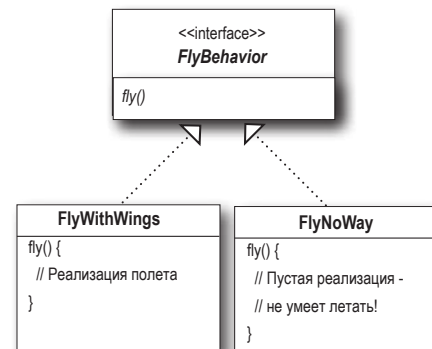 <<interface>>
FlyBehavior
fly()
FlyWithWings
fly() {
// Реализация полета
}
FlyNoWay
fly() {
// Пустая реализация -
// не умеет летать!
}